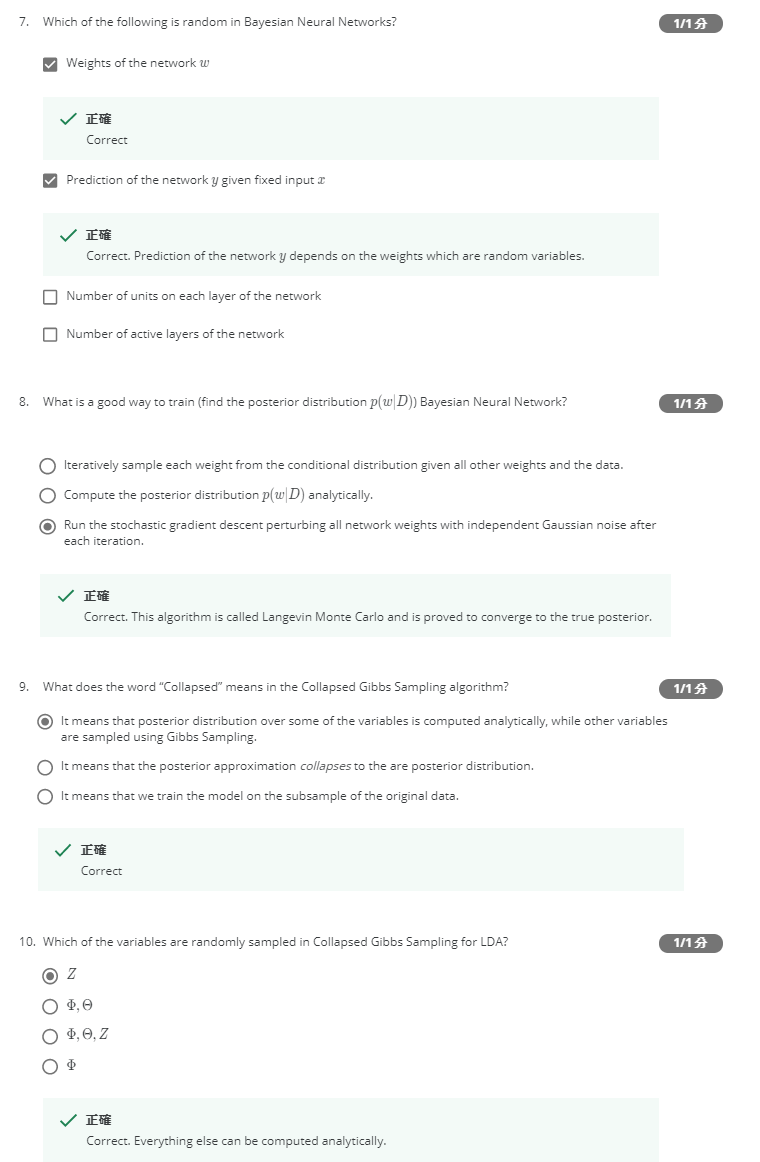 7. Which of the following is random in Bayesian Neural Networks?
1/1 分
Weights of the network w
正確
Correct
Prediction of the network y given fixed input x
正確
Correct. Prediction of the network y depends on the weights which are random variables.
Number of units on each layer of the network
Number of active layers of the network
8. What is a good way to train (find the posterior distribution p(w|D)) Bayesian Neural Network?
1/1 分
Iteratively sample each weight from the conditional distribution given all other weights and the data.
Compute the posterior distribution p(w|D) analytically.
Run the stochastic gradient descent perturbing all network weights with independent Gaussian noise after
each iteration.
正確
Correct. This algorithm is called Langevin Monte Carlo and is proved to converge to the true posterior.
9. What does the word “Collapsed” means in the Collapsed Gibbs Sampling algorithm?
1/1 分
It means that posterior distribution over some of the variables is computed analytically, while other variables
are sampled using Gibbs Sampling.
It means that the posterior approximation collapses to the are posterior distribution.
It means that we train the model on the subsample of the original data.
正確
Correct
10. Which of the variables are randomly sampled in Collapsed Gibbs Sampling for LDA?
1/1 分
Z
Φ, Θ
Φ, Θ, Z
Φ
正確
Correct. Everything else can be computed analytically.